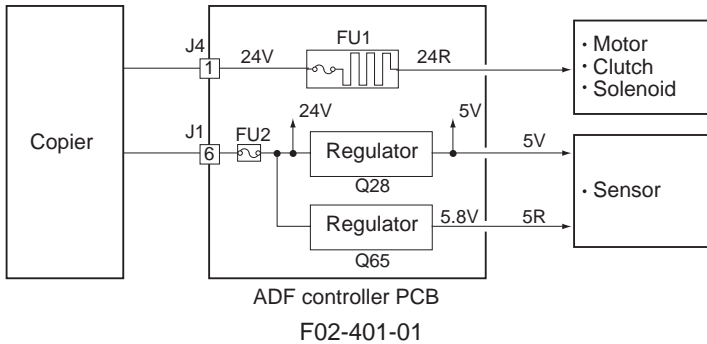 FU1
J4
1
24V
24R
· Motor
· Clutch
· Solenoid
Copier
J1
6
FU2
24V
Regulator
Q28
5V
5V
· Sensor
Regulator
Q65
5.8V
5R
ADF controller PCB
F02-401-01